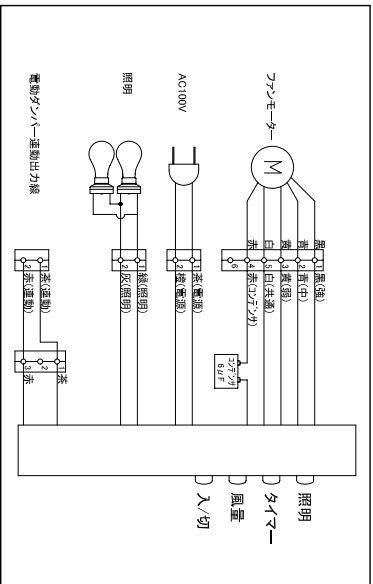 ファンモーター
M
黒
青
黄
白
赤
1 黒(強)
2 青(中)
3 黄(弱)
5 白(共通)
4 赤(コンデンサ)
6
コンデンサ
6μF
AC100V
1 茶(電源)
2 橙(電源)
照明
1 緑(照明)
2 灰(照明)
電動ダンパー連動出力線
1 茶(連動)
2 赤(連動)
1 茶
2
3 赤
照明
タイマー
風量
入/切